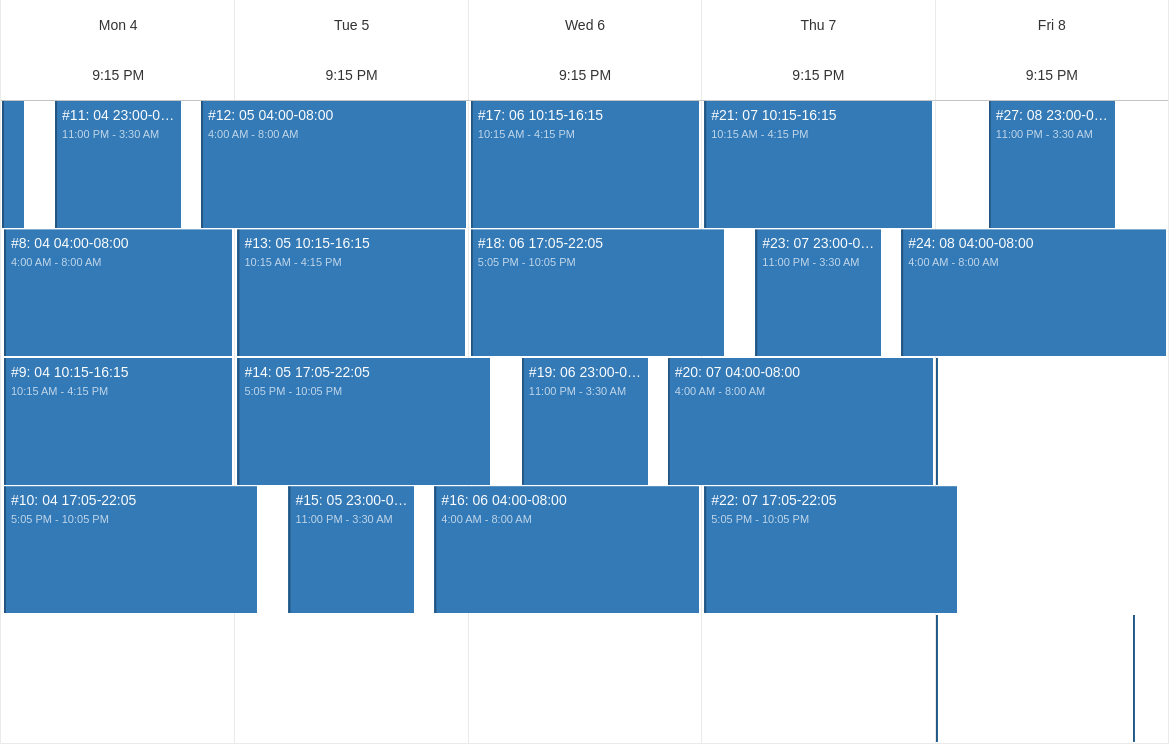 Mon 4
Tue 5
Wed 6
Thu 7
Fri 8
9:15 PM
9:15 PM
9:15 PM
9:15 PM
9:15 PM
#11: 04 23:00-0…
11:00 PM - 3:30 AM
#12: 05 04:00-08:00
4:00 AM - 8:00 AM
#17: 06 10:15-16:15
10:15 AM - 4:15 PM
#21: 07 10:15-16:15
10:15 AM - 4:15 PM
#27: 08 23:00-0…
11:00 PM - 3:30 AM
#8: 04 04:00-08:00
4:00 AM - 8:00 AM
#13: 05 10:15-16:15
10:15 AM - 4:15 PM
#18: 06 17:05-22:05
5:05 PM - 10:05 PM
#23: 07 23:00-0…
11:00 PM - 3:30 AM
#24: 08 04:00-08:00
4:00 AM - 8:00 AM
#9: 04 10:15-16:15
10:15 AM - 4:15 PM
#14: 05 17:05-22:05
5:05 PM - 10:05 PM
#19: 06 23:00-0…
11:00 PM - 3:30 AM
#20: 07 04:00-08:00
4:00 AM - 8:00 AM
#10: 04 17:05-22:05
5:05 PM - 10:05 PM
#15: 05 23:00-0…
11:00 PM - 3:30 AM
#16: 06 04:00-08:00
4:00 AM - 8:00 AM
#22: 07 17:05-22:05
5:05 PM - 10:05 PM